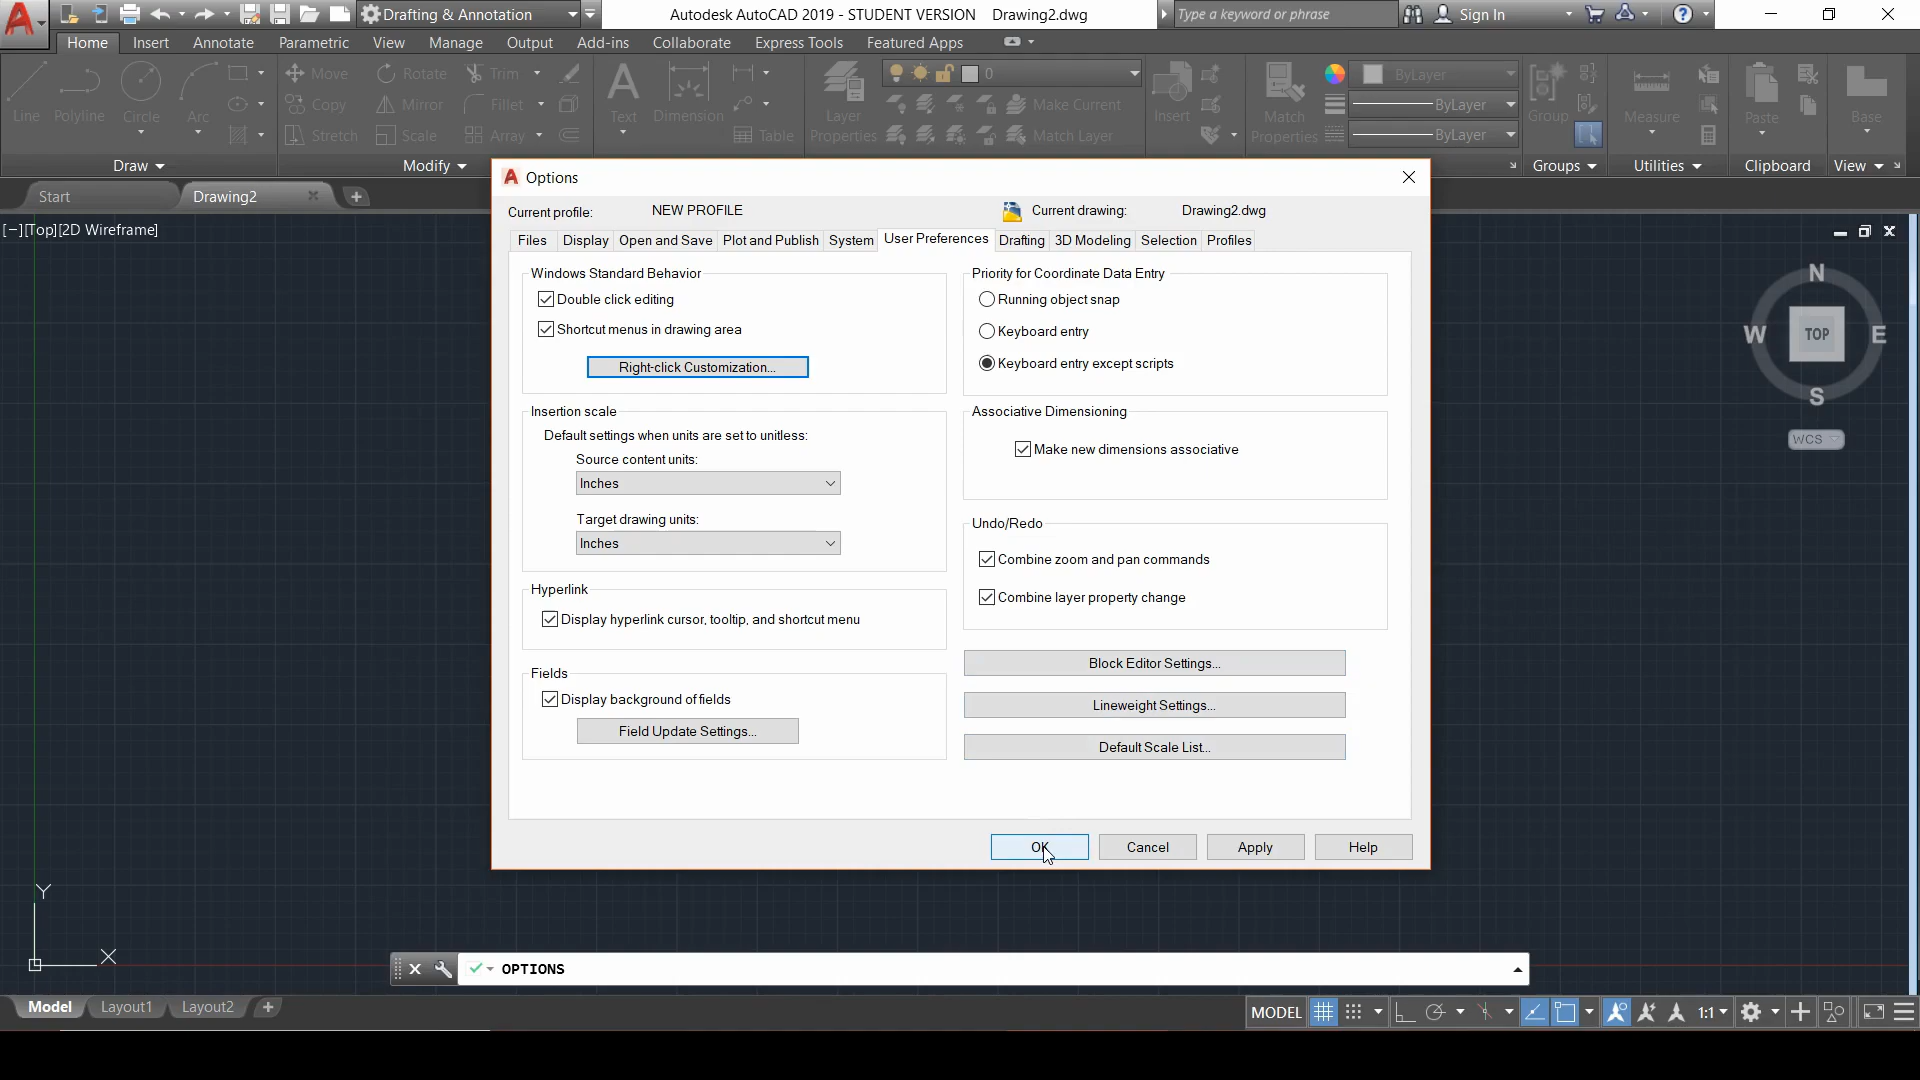 Drafting & Annotation
Autodesk AutoCAD 2019 - STUDENT VERSION Drawing2.dwg
Type a keyword or phrase
Sign In
Home Insert Annotate Parametric View Manage Output Add-ins Collaborate Express Tools Featured Apps
Line Polyline Circle Arc
Move Rotate Trim
Copy Mirror Fillet
Stretch Scale Array
Text Dimension
Table
Layer Properties
0
Make Current
Match Layer
Insert
Match Properties
ByLayer
ByLayer
ByLayer
Group
Measure
Paste
Base
Draw Modify Groups Utilities Clipboard View
Start Drawing2
[−][Top][2D Wireframe]
Options
Current profile: NEW PROFILE Current drawing: Drawing2.dwg
Files Display Open and Save Plot and Publish System User Preferences Drafting 3D Modeling Selection Profiles
Windows Standard Behavior
Double click editing
Shortcut menus in drawing area
Right-click Customization...
Insertion scale
Default settings when units are set to unitless:
Source content units:
Inches
Target drawing units:
Inches
Hyperlink
Display hyperlink cursor, tooltip, and shortcut menu
Fields
Display background of fields
Field Update Settings...
Priority for Coordinate Data Entry
Running object snap
Keyboard entry
Keyboard entry except scripts
Associative Dimensioning
Make new dimensions associative
Undo/Redo
Combine zoom and pan commands
Combine layer property change
Block Editor Settings...
Lineweight Settings...
Default Scale List...
OK Cancel Apply Help
N
W TOP E
S
WCS
Y
X
OPTIONS
Model Layout1 Layout2
MODEL 1:1